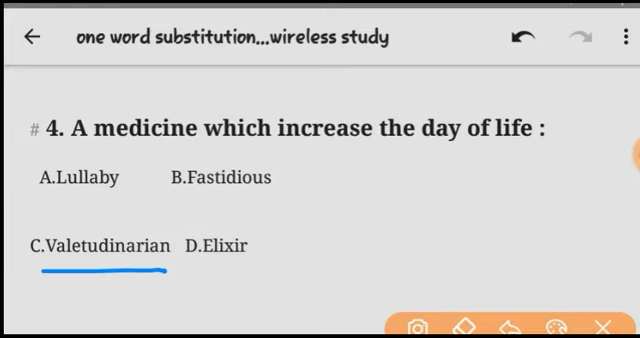 one word substitution...wireless study
# 4. A medicine which increase the day of life :
A.Lullaby B.Fastidious
C.Valetudinarian D.Elixir